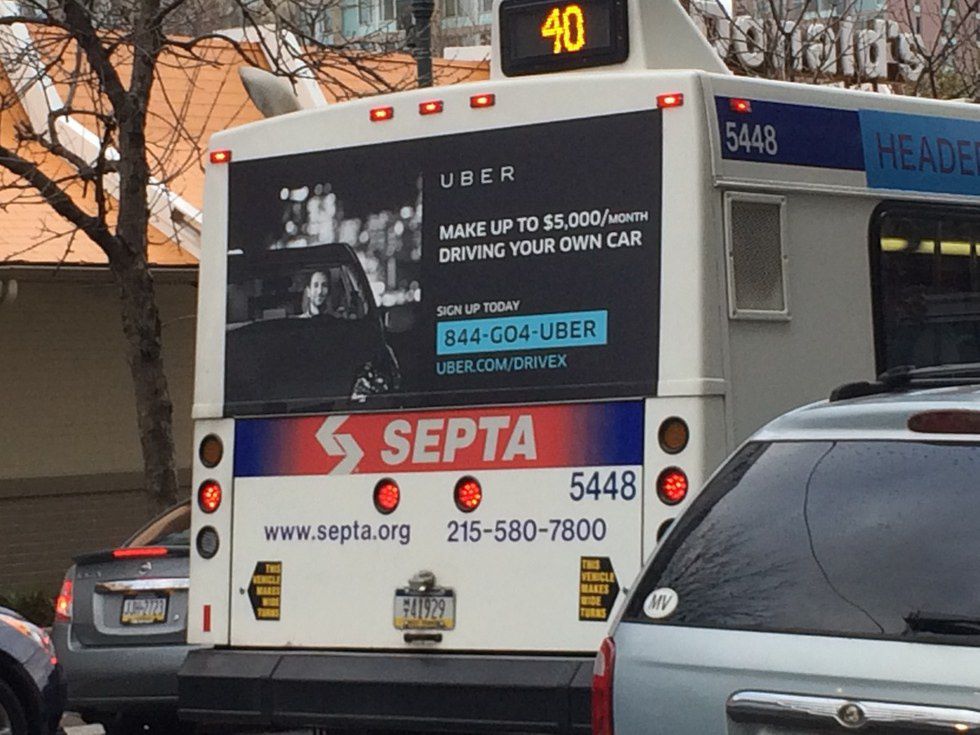 40
onald's
5448
HEADE
UBER
MAKE UP TO $5,000/MONTH
DRIVING YOUR OWN CAR
SIGN UP TODAY
844-GO4-UBER
UBER.COM/DRIVEX
SEPTA
5448
www.septa.org 215-580-7800
THIS
VEHICLE
MAKES
WIDE
TURNS
THIS
VEHICLE
MAKES
WIDE
TURNS
41929
MV